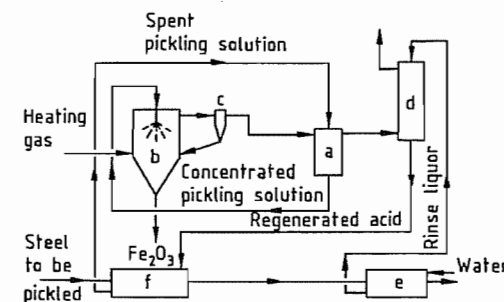 Spent
pickling solution
c
d
Heating
gas
b
a
Concentrated
pickling solution
Rinse liquor
Regenerated acid
Steel
to be
pickled
Fe₂O₃
f
Water
e